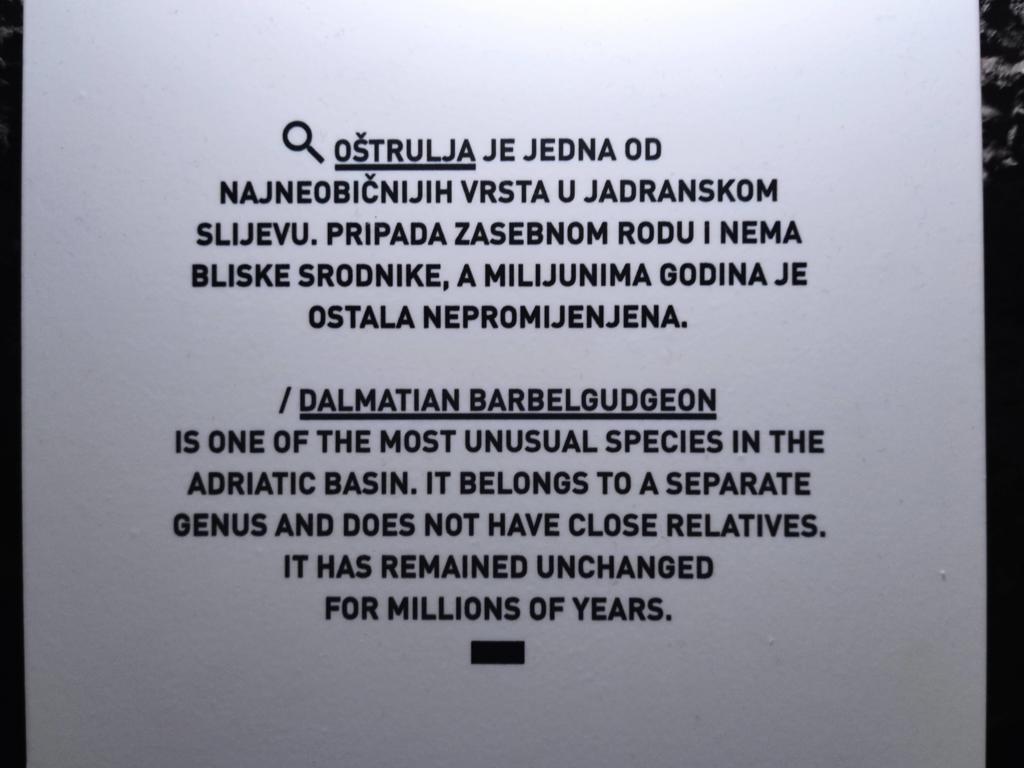 OŠTRULJA JE JEDNA OD
NAJNEOBIČNIJIH VRSTA U JADRANSKOM
SLIJEVU. PRIPADA ZASEBNOM RODU I NEMA
BLISKE SRODNIKE, A MILIJUNIMA GODINA JE
OSTALA NEPROMIJENJENA.
/ DALMATIAN BARBELGUDGEON
IS ONE OF THE MOST UNUSUAL SPECIES IN THE
ADRIATIC BASIN. IT BELONGS TO A SEPARATE
GENUS AND DOES NOT HAVE CLOSE RELATIVES.
IT HAS REMAINED UNCHANGED
FOR MILLIONS OF YEARS.